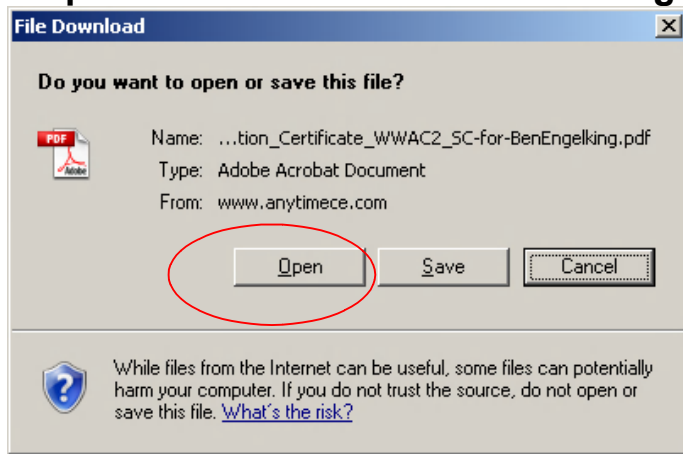 File Download
Do you want to open or save this file?
PDF
Adobe
Name: ...tion_Certificate_WWAC2_SC-for-BenEngelking.pdf
Type: Adobe Acrobat Document
From: www.anytimece.com
Open Save Cancel
While files from the Internet can be useful, some files can potentially
harm your computer. If you do not trust the source, do not open or
save this file. What's the risk?